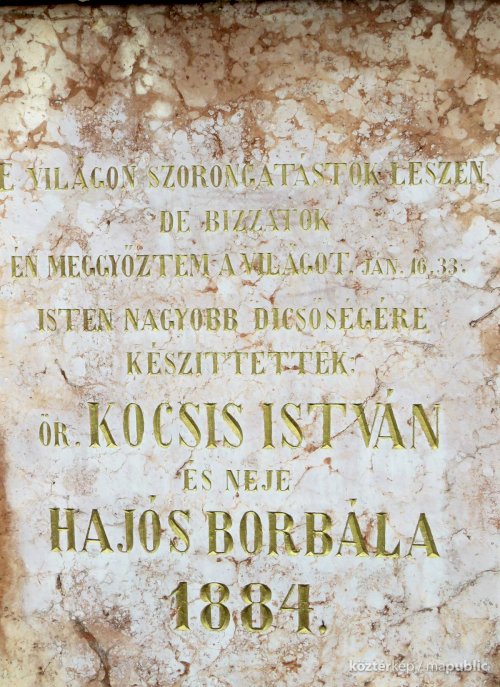 E VILÁGON SZORONGATÁSTOK LESZEN,
DE BIZZATOK
ÉN MEGGYŐZTEM A VILÁGOT. JÁN. 16, 33.
ISTEN NAGYOBB DICSŐSÉGÉRE
KÉSZITTETTÉK.
ÖR. KOCSIS ISTVÁN
ÉS NEJE
HAJÓS BORBÁLA
1884.
köztérkép / mapublic